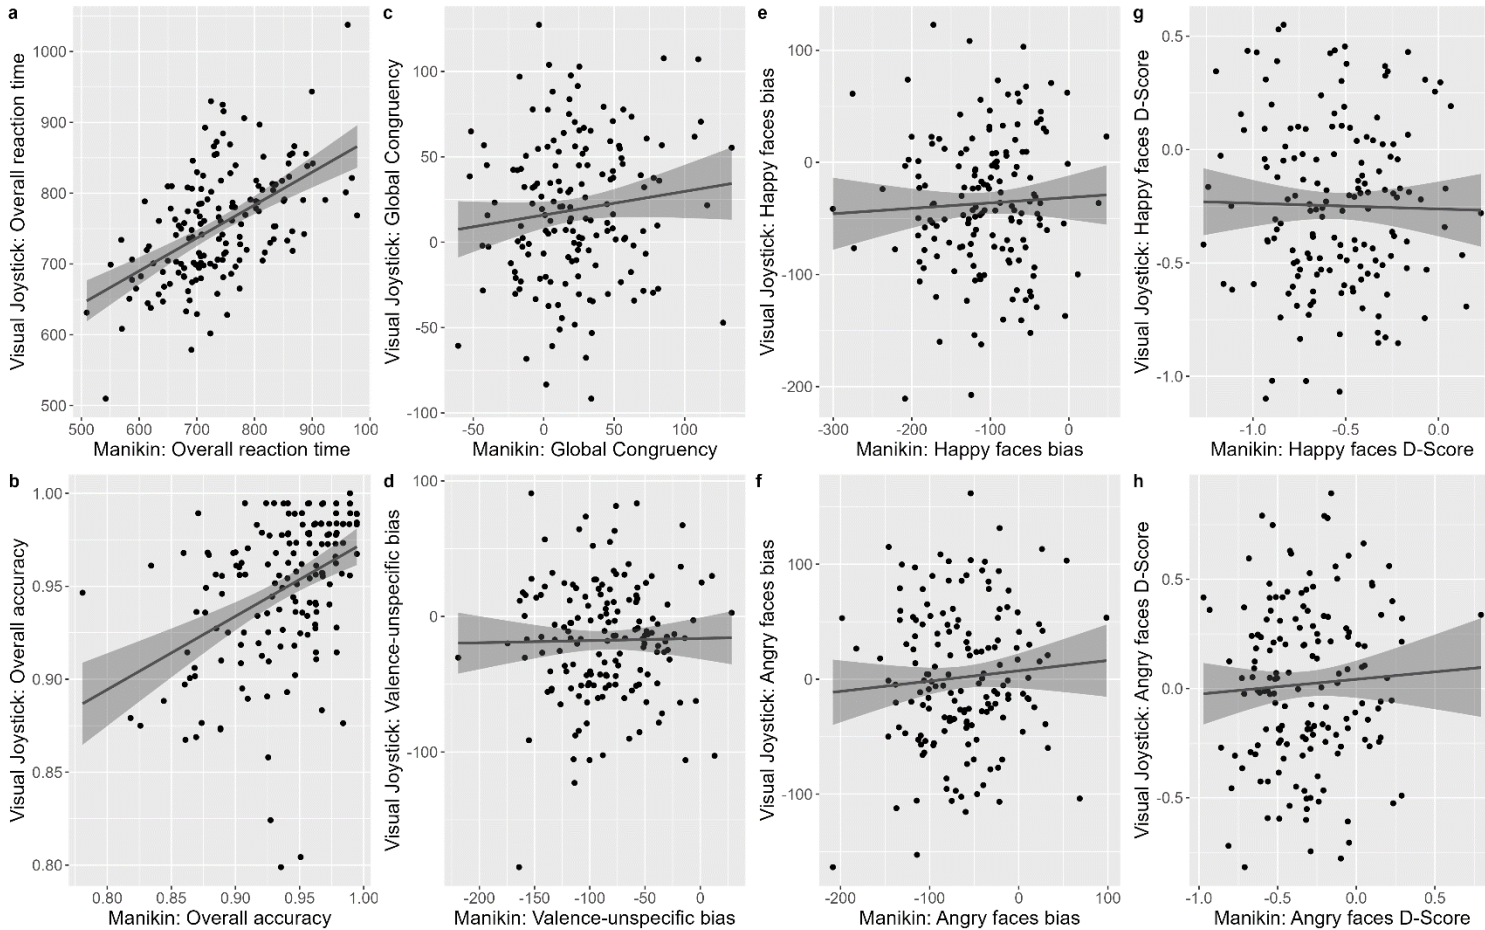 a
Visual Joystick: Overall reaction time
1000
900
800
700
600
500
500 600 700 800 900 100
Manikin: Overall reaction time
c
Visual Joystick: Global Congruency
100
50
0
-50
-100
-50 0 50 100
Manikin: Global Congruency
e
Visual Joystick: Happy faces bias
100
0
-100
-200
-300 -200 -100 0
Manikin: Happy faces bias
g
Visual Joystick: Happy faces D-Score
0.5
0.0
-0.5
-1.0
-1.0 -0.5 0.0
Manikin: Happy faces D-Score
b
Visual Joystick: Overall accuracy
1.00
0.95
0.90
0.85
0.80
0.80 0.85 0.90 0.95 1.00
Manikin: Overall accuracy
d
Visual Joystick: Valence-unspecific bias
100
0
-100
-200 -150 -100 -50 0
Manikin: Valence-unspecific bias
f
Visual Joystick: Angry faces bias
100
0
-100
-200 -100 0 100
Manikin: Angry faces bias
h
Visual Joystick: Angry faces D-Score
0.5
0.0
-0.5
-1.0 -0.5 0.0 0.5
Manikin: Angry faces D-Score